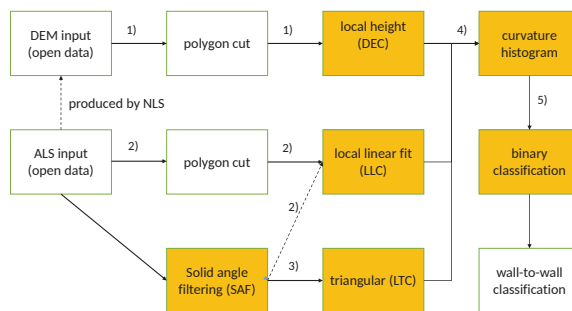 DEM input
(open data)
1)
polygon cut
1)
local height
(DEC)
4)
curvature
histogram
produced by NLS
5)
ALS input
(open data)
2)
polygon cut
2)
local linear fit
(LLC)
binary
classification
2)
Solid angle
filtering (SAF)
3)
triangular (LTC)
wall-to-wall
classification